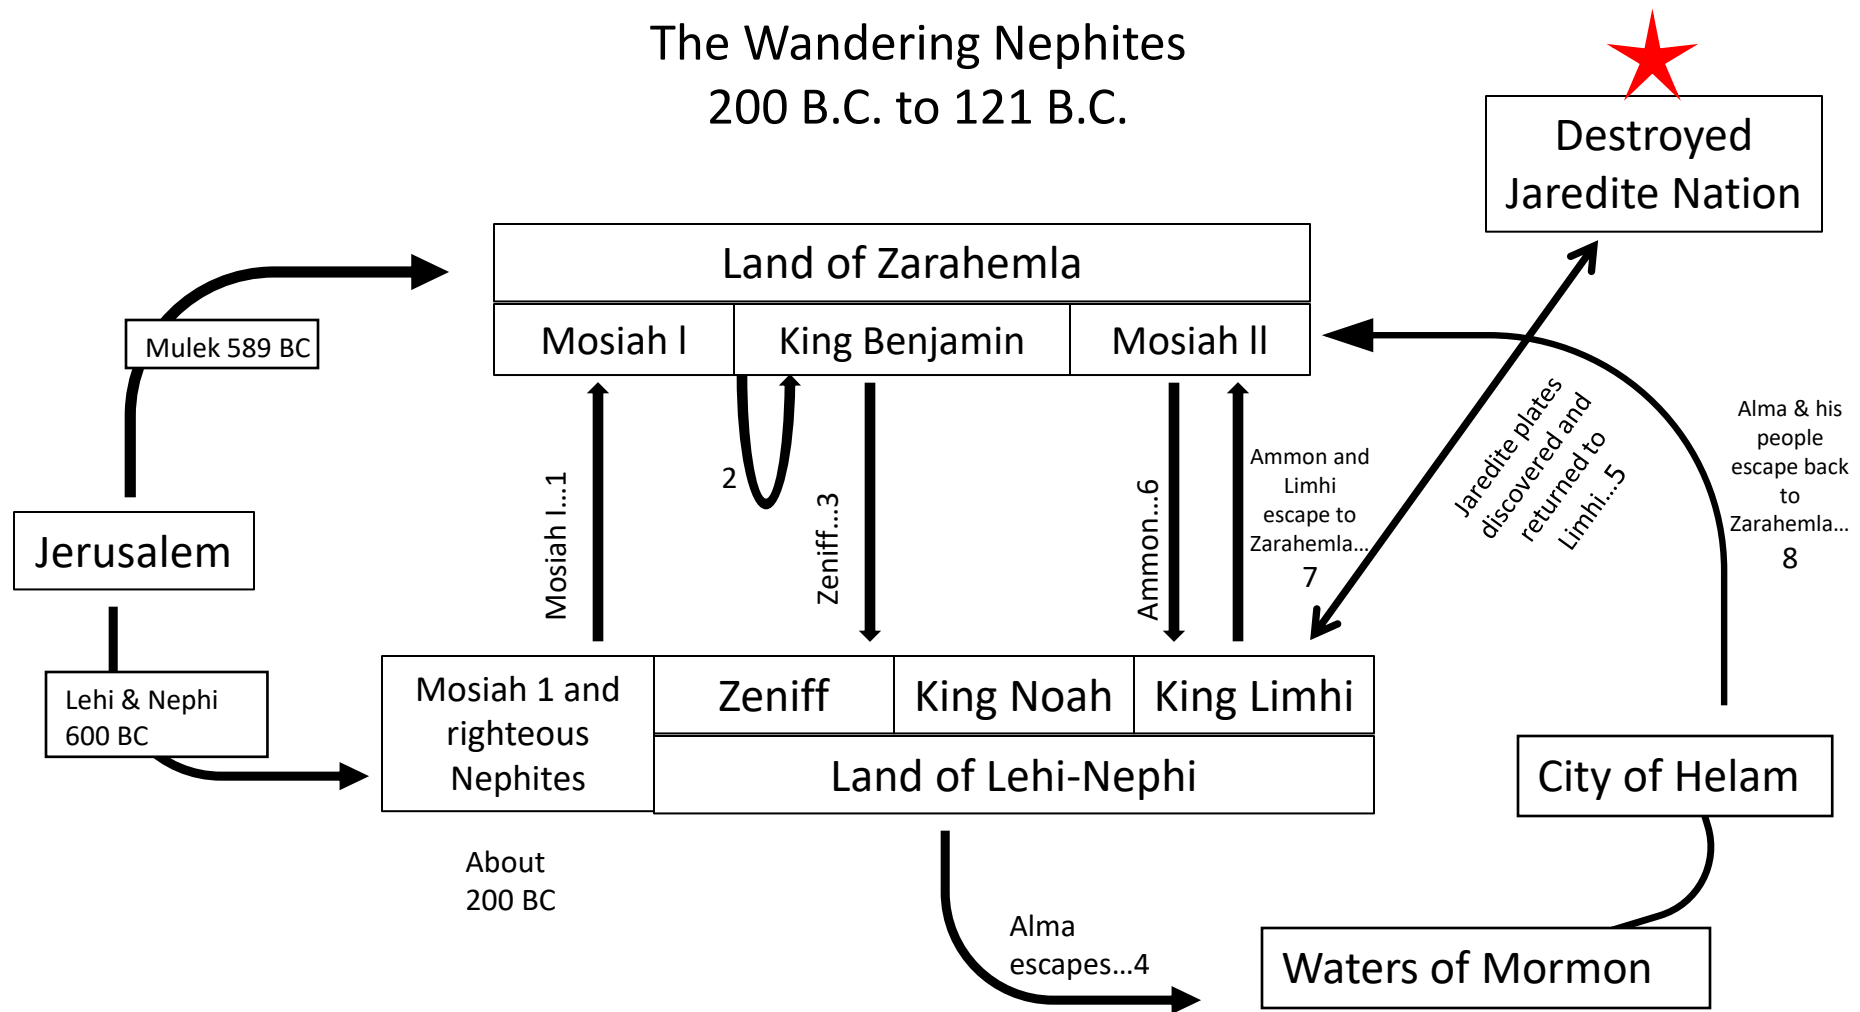 The Wandering Nephites
200 B.C. to 121 B.C.
Destroyed
Jaredite Nation
Land of Zarahemla
Mosiah l
King Benjamin
Mosiah ll
Mulek 589 BC
Jerusalem
Lehi & Nephi
600 BC
Mosiah l...1
2
Zeniff...3
Ammon...6
Ammon and
Limhi
escape to
Zarahemla...
7
Jaredite plates
discovered and
returned to
Limhi...5
Alma & his
people
escape back
to
Zarahemla...
8
Mosiah 1 and
righteous
Nephites
Zeniff
King Noah
King Limhi
Land of Lehi-Nephi
City of Helam
About
200 BC
Alma
escapes...4
Waters of Mormon